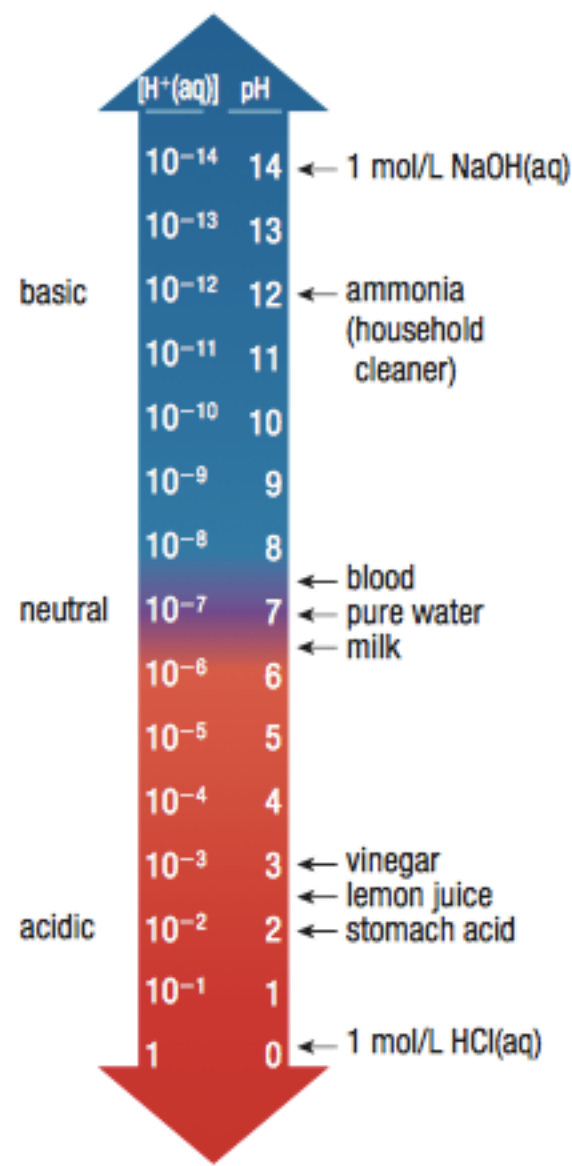 [H⁺(aq)] pH
10⁻¹⁴ 14 1 mol/L NaOH(aq)
10⁻¹³ 13
basic 10⁻¹² 12 ammonia
(household
cleaner)
10⁻¹¹ 11
10⁻¹⁰ 10
10⁻⁹ 9
10⁻⁸ 8
blood
neutral 10⁻⁷ 7 pure water
milk
10⁻⁶ 6
10⁻⁵ 5
10⁻⁴ 4
10⁻³ 3 vinegar
lemon juice
acidic 10⁻² 2 stomach acid
10⁻¹ 1
1 0 1 mol/L HCl(aq)